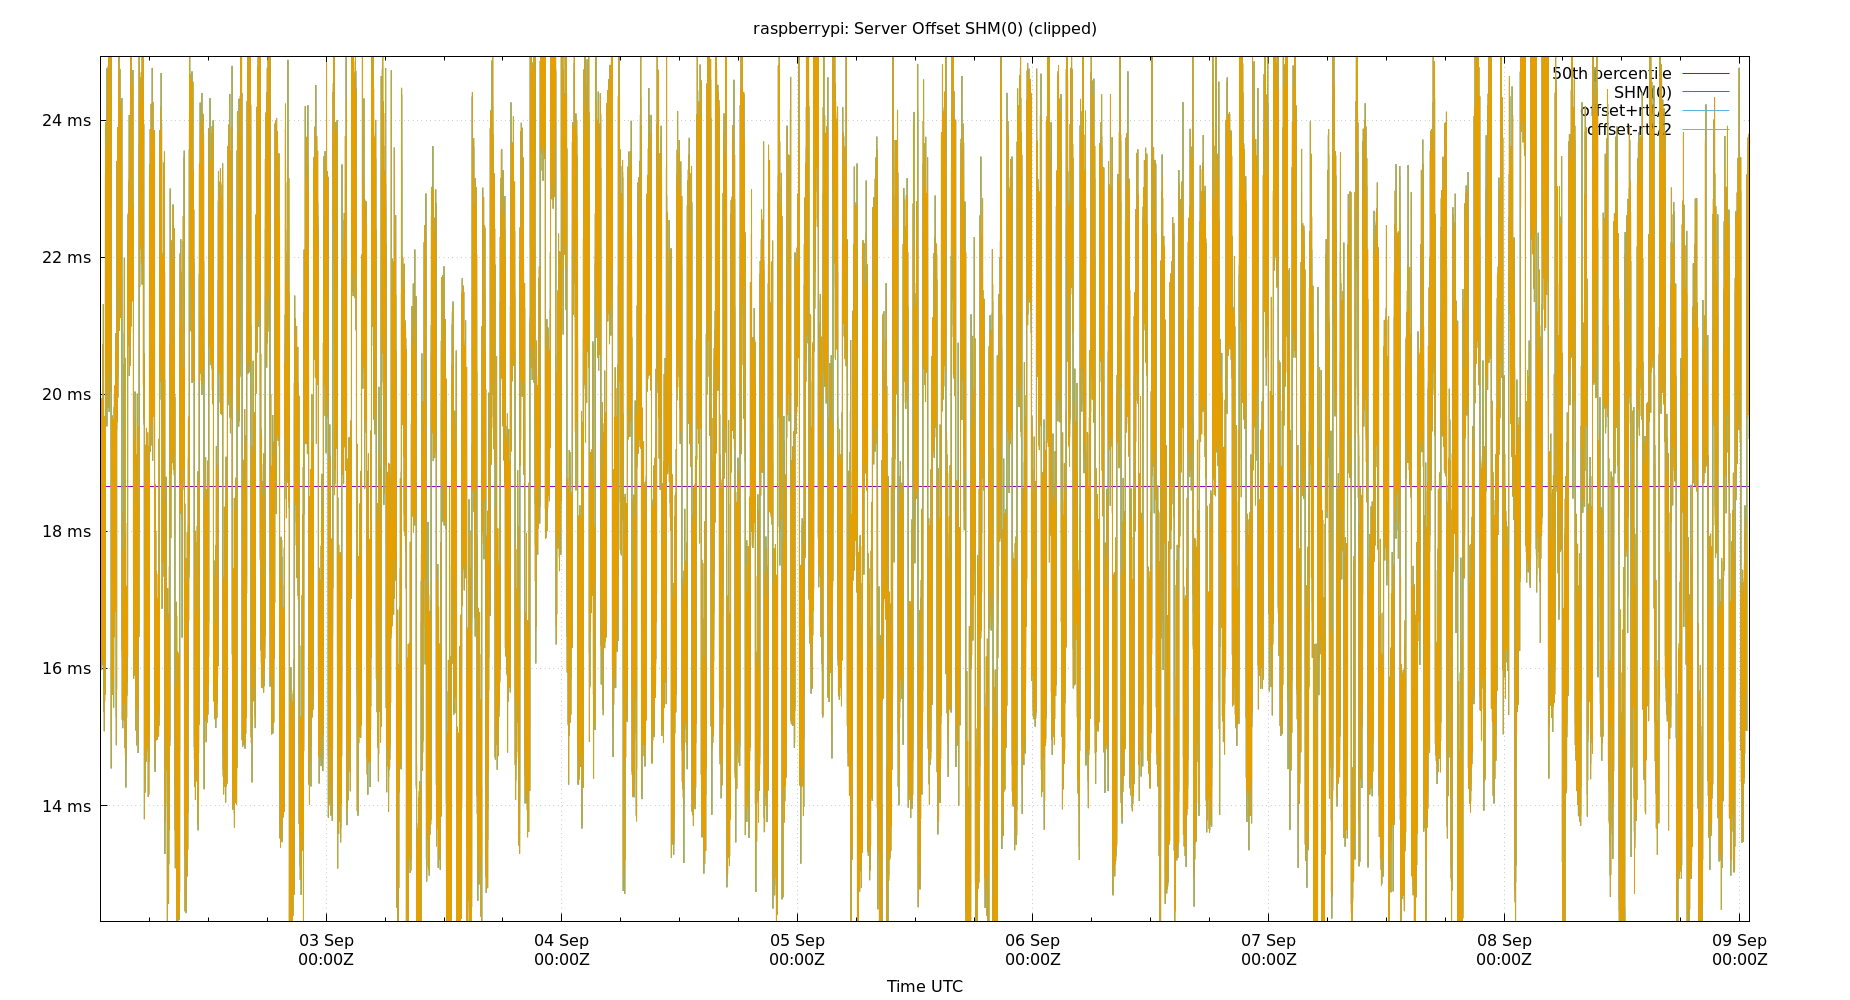 raspberrypi: Server Offset SHM(0) (clipped)
50th percentile
SHM(0)
offset+rtt/2
offset-rtt/2
24 ms
22 ms
20 ms
18 ms
16 ms
14 ms
03 Sep 04 Sep 05 Sep 06 Sep 07 Sep 08 Sep 09 Sep
00:00Z 00:00Z 00:00Z 00:00Z 00:00Z 00:00Z 00:00Z
Time UTC